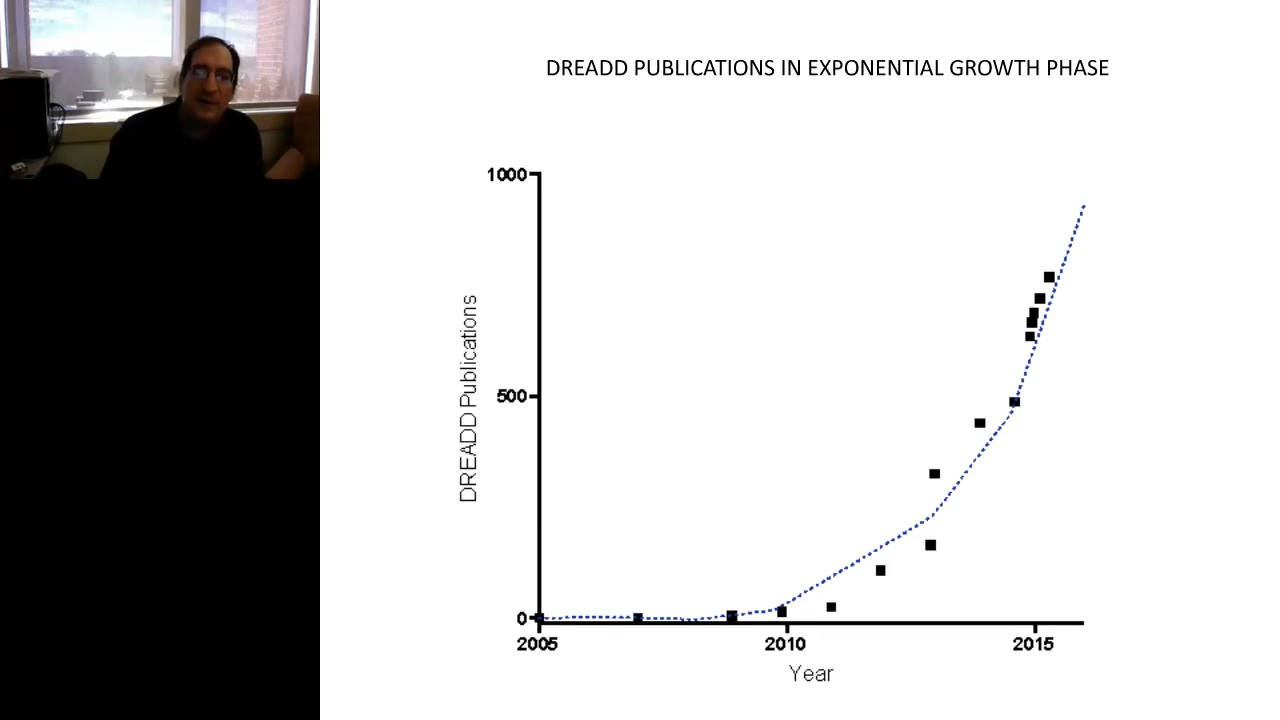 DREADD PUBLICATIONS IN EXPONENTIAL GROWTH PHASE
1000
500
0
DREADD Publications
2005
2010
2015
Year